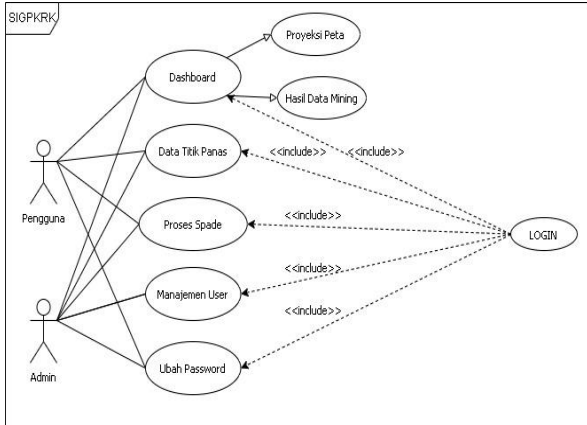 SIGPKRK
Proyeksi Peta
Dashboard
Hasil Data Mining
<<include>>
<<include>>
Data Titik Panas
Pengguna
Proses Spade
<<include>>
LOGIN
<<include>>
Manajemen User
<<include>>
Ubah Password
Admin